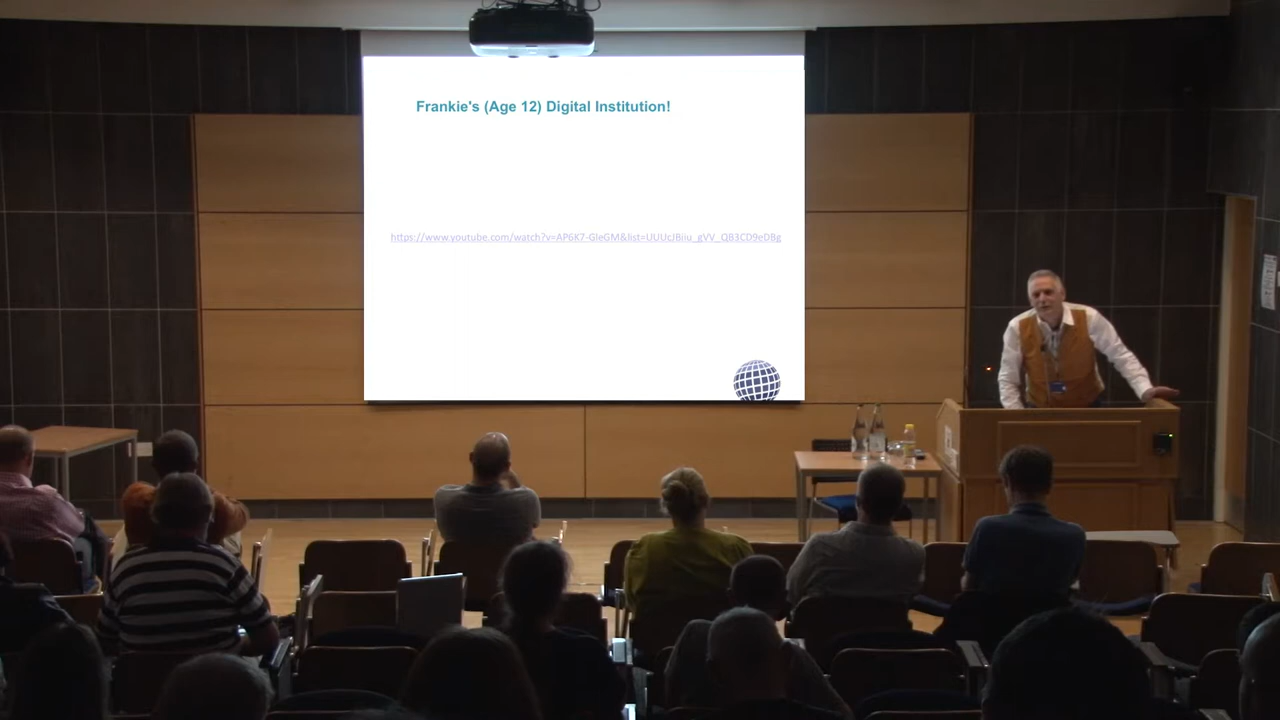 Frankie's (Age 12) Digital Institution!
https://www.youtube.com/watch?v=AP6K7-GleGM&list=UUUcJBiiu_gVV_QB3CD9eDBg